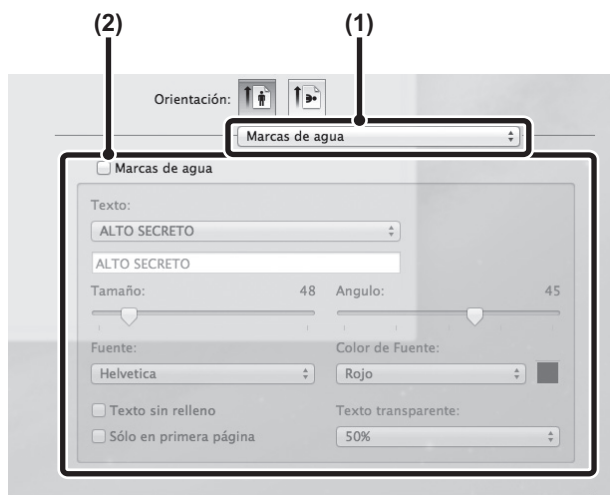 (2) (1)
Orientación:
Marcas de agua
Marcas de agua
Texto:
ALTO SECRETO
ALTO SECRETO
Tamaño: 48 Angulo: 45
Fuente: Color de Fuente:
Helvetica Rojo
Texto sin relleno Texto transparente:
Sólo en primera página 50%